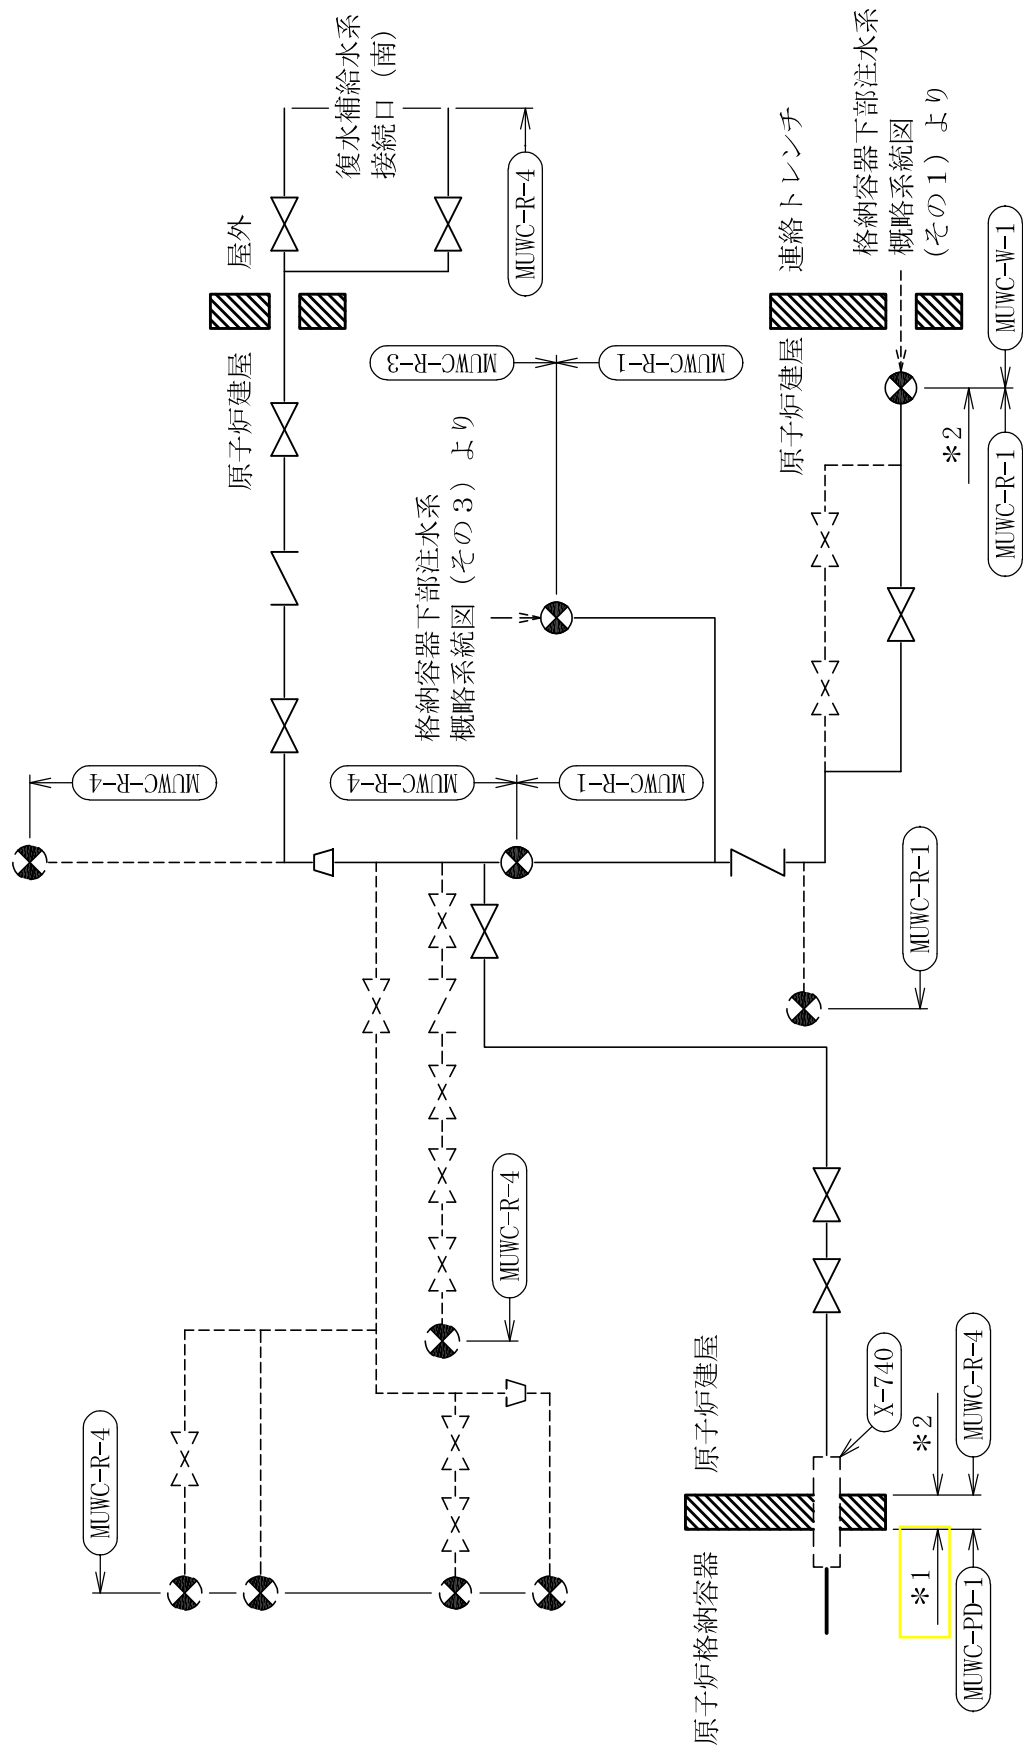 復水補給水系
接続口（南）
屋外
原子炉建屋
MUWC-R-4
MUWC-R-4
MUWC-R-3
MUWC-R-1
格納容器下部注水系
概略系統図（その３）より
MUWC-R-4
MUWC-R-1
連絡トレンチ
原子炉建屋
格納容器下部注水系
概略系統図
(その１）より
MUWC-W-1
MUWC-R-1
＊2
MUWC-R-1
MUWC-R-4
MUWC-R-4
原子炉建屋
原子炉格納容器
X-740
＊2
MUWC-R-4
＊1
MUWC-PD-1